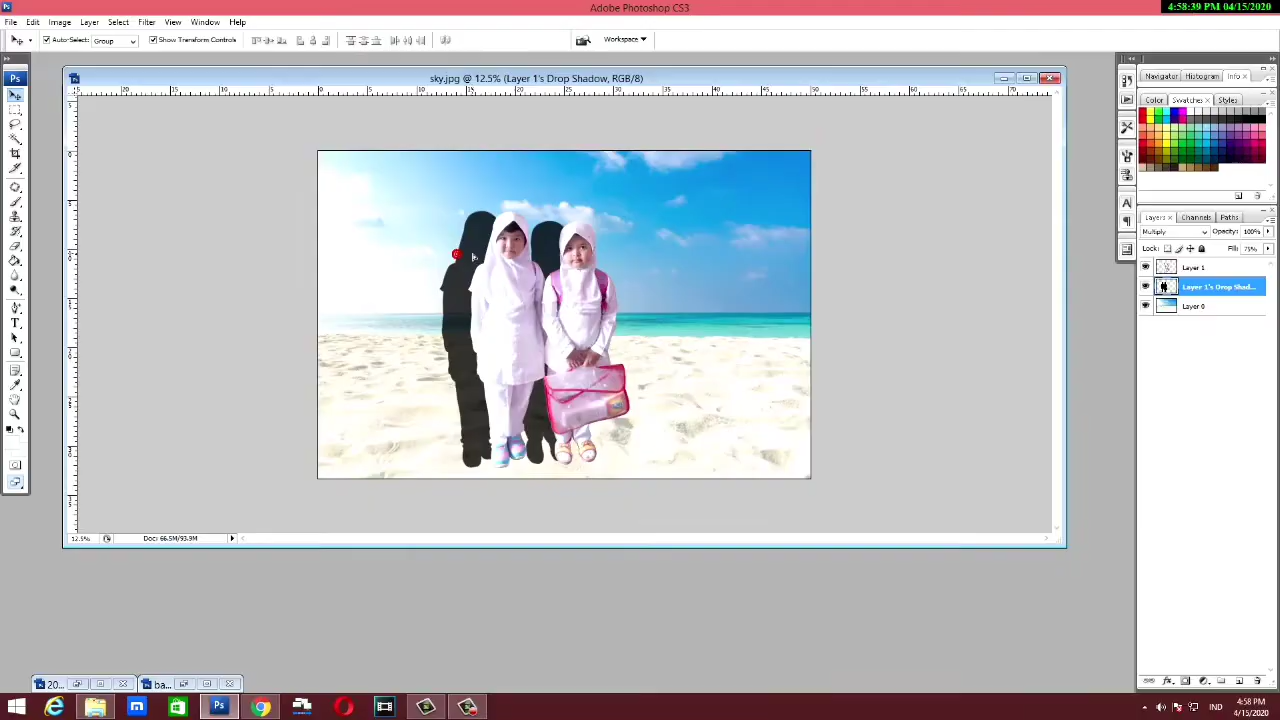 Adobe Photoshop CS3
4:58:39 PM 04/15/2020
File Edit Image Layer Select Filter View Window Help
Auto-Select: Group Show Transform Controls Workspace
sky.jpg @ 12.5% (Layer 1's Drop Shadow, RGB/8)
Navigator Histogram Info
Color Swatches Styles
Layers Channels Paths
Multiply Opacity: 100%
Lock: Fill: 75%
Layer 1
Layer 1's Drop Shad...
Layer 0
12.5% Doc: 66.5M/93.9M
20... ba...
IND
4:58 PM
4/15/2020